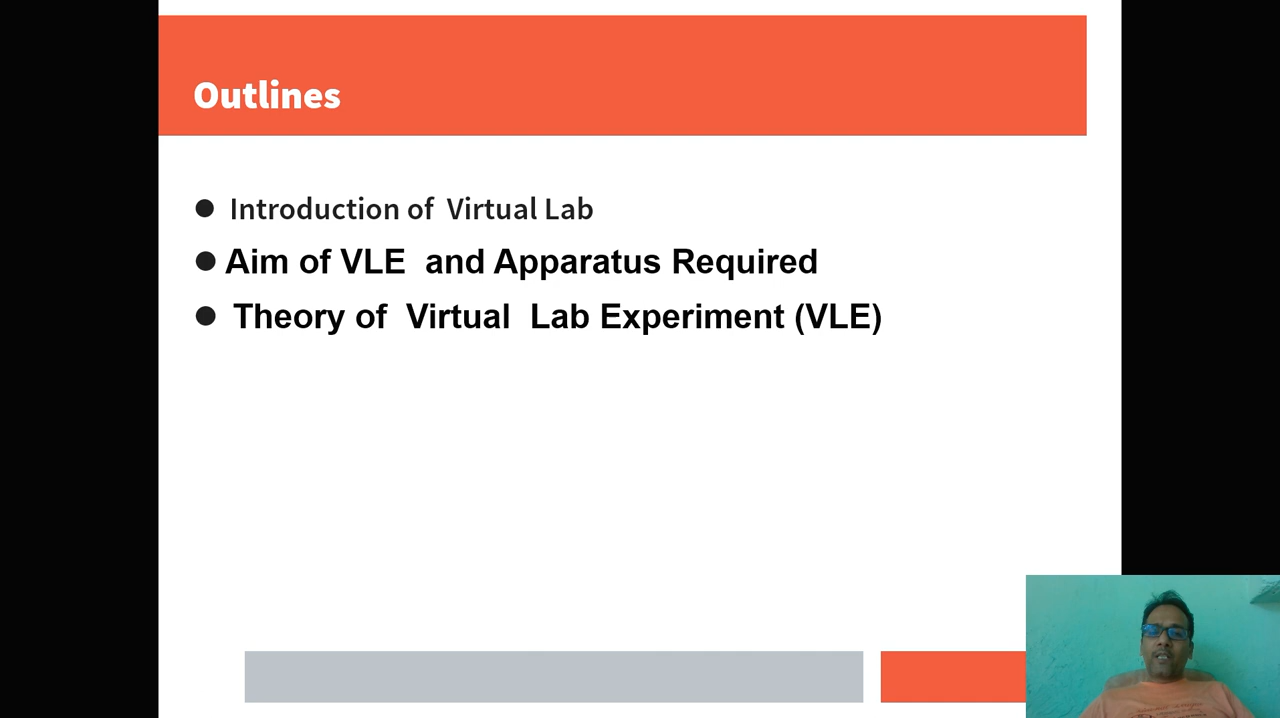 Outlines
Introduction of Virtual Lab
Aim of VLE and Apparatus Required
Theory of Virtual Lab Experiment (VLE)